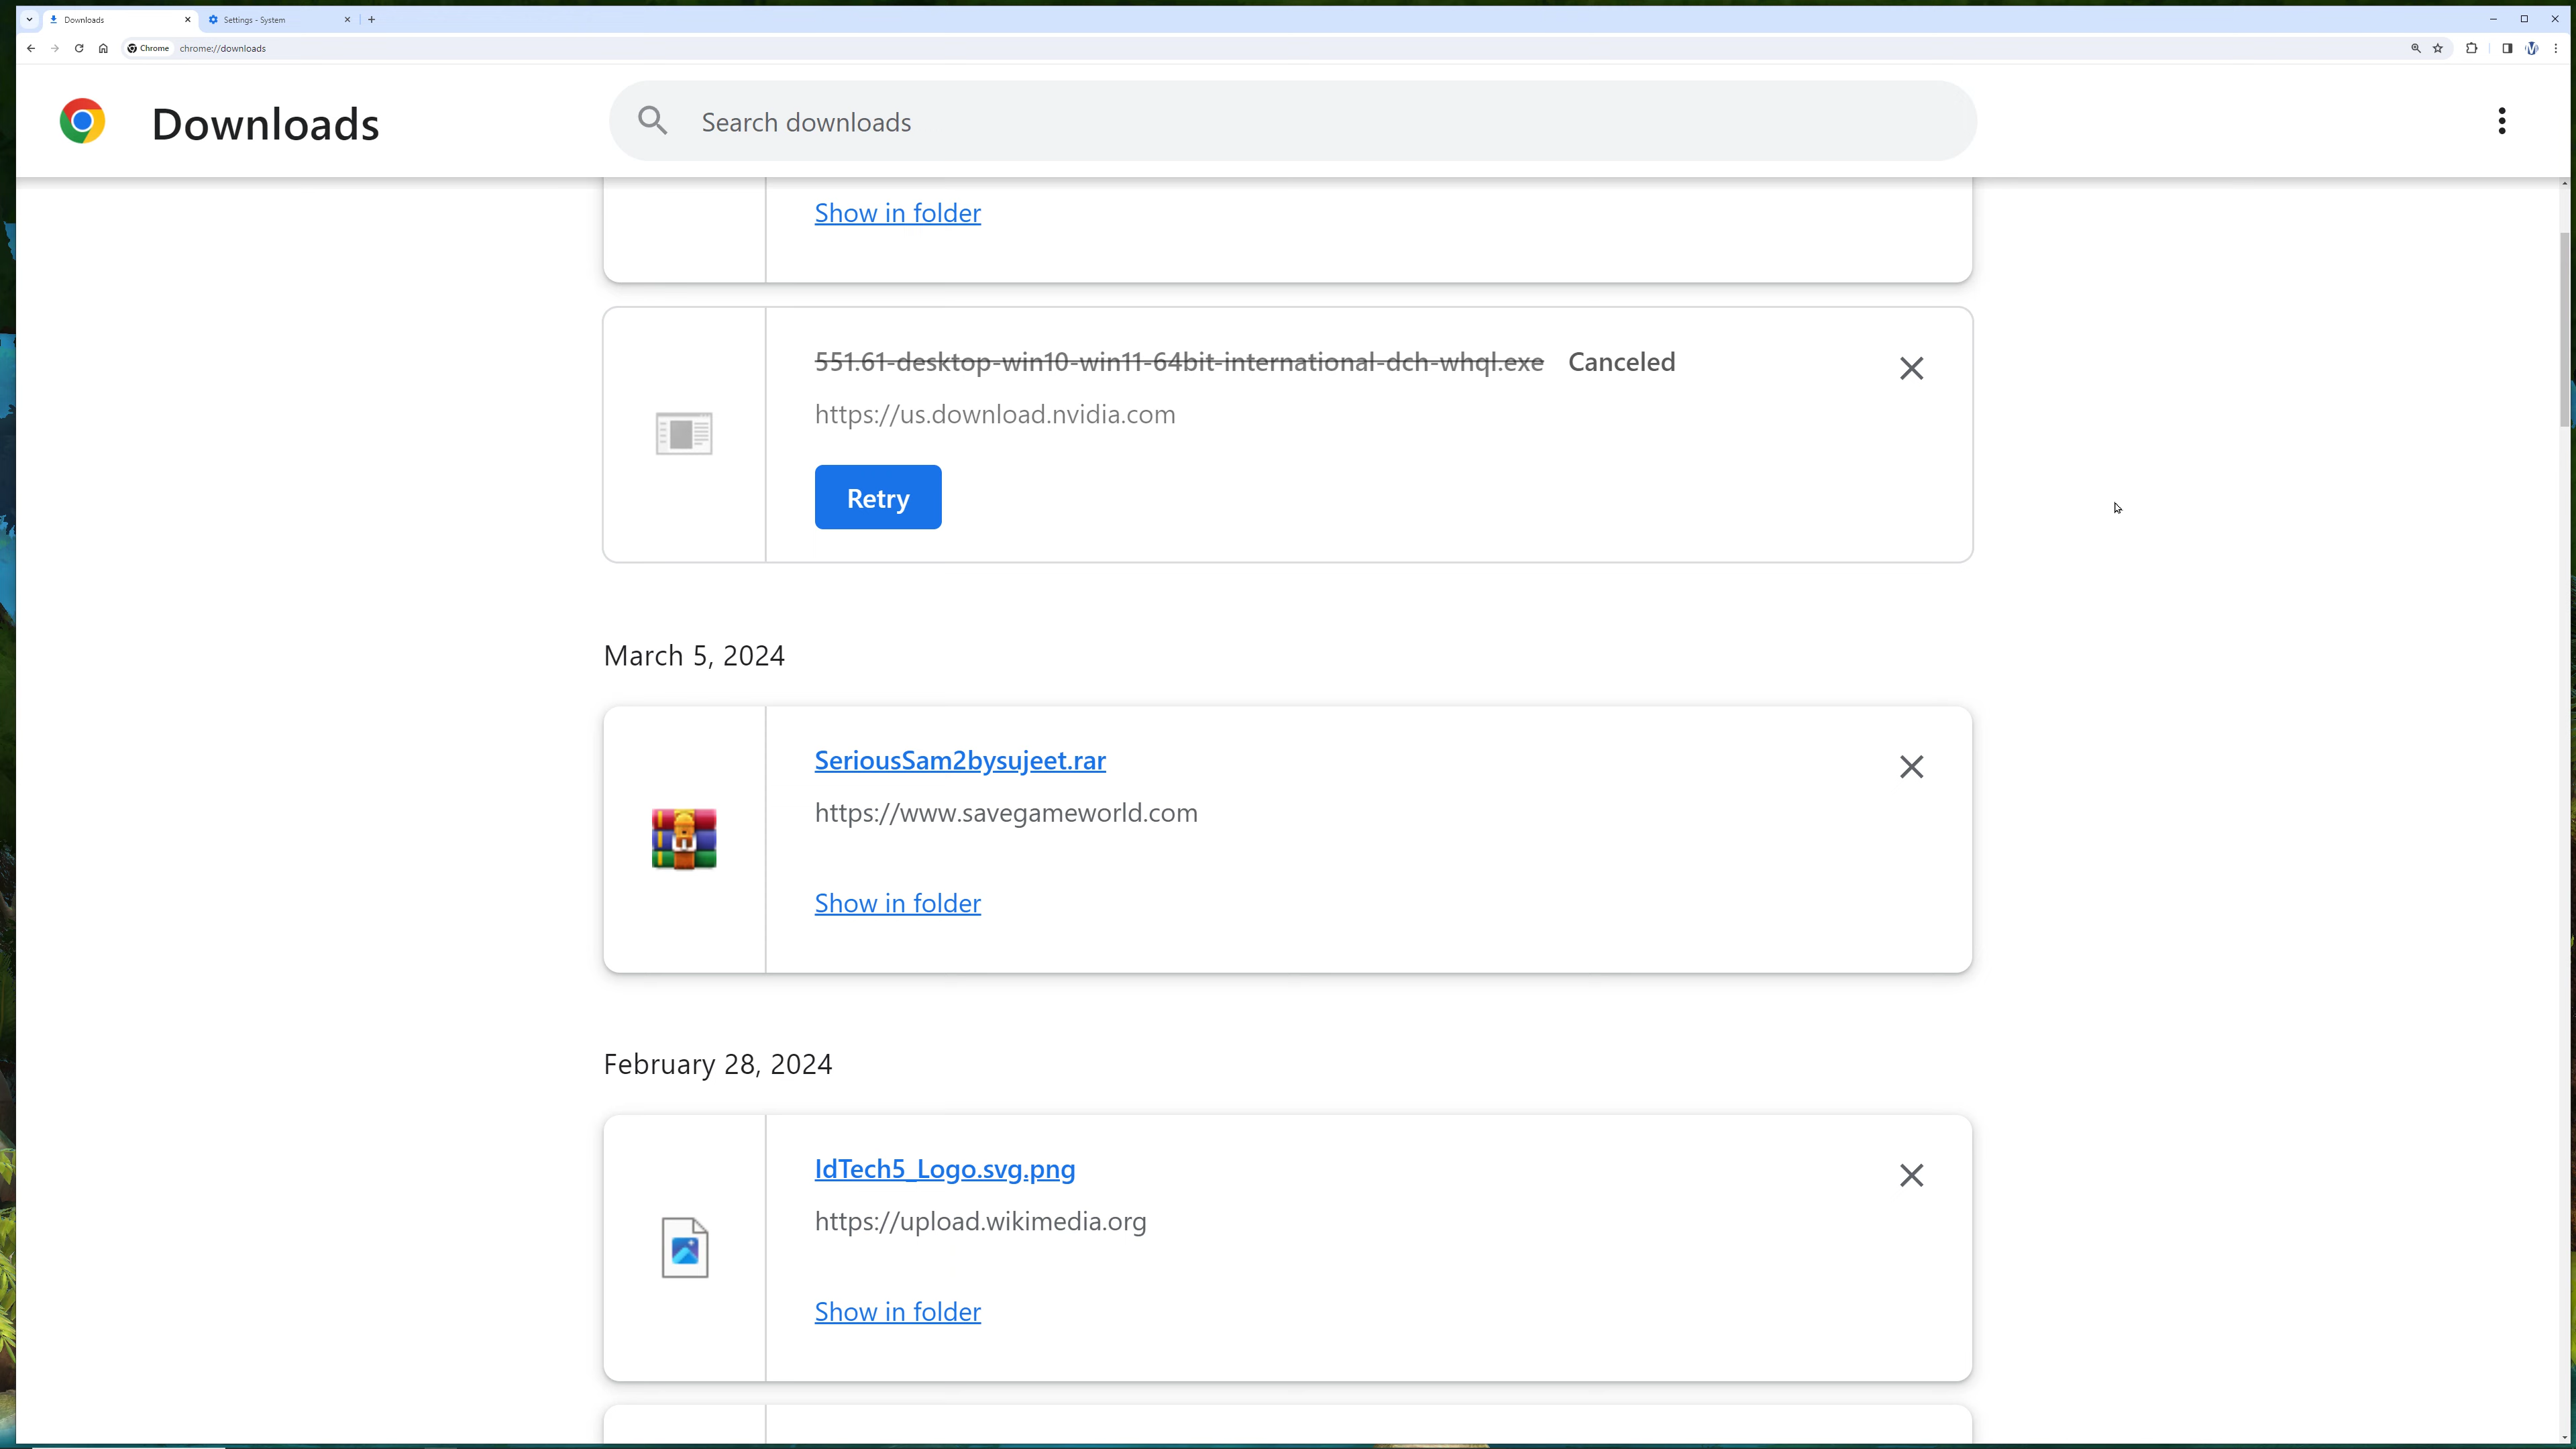 Downloads
Settings - System
Chrome
chrome://downloads
Downloads
Search downloads
Show in folder
551.61-desktop-win10-win11-64bit-international-dch-whql.exe Canceled
https://us.download.nvidia.com
Retry
March 5, 2024
SeriousSam2bysujeet.rar
https://www.savegameworld.com
Show in folder
February 28, 2024
IdTech5_Logo.svg.png
https://upload.wikimedia.org
Show in folder